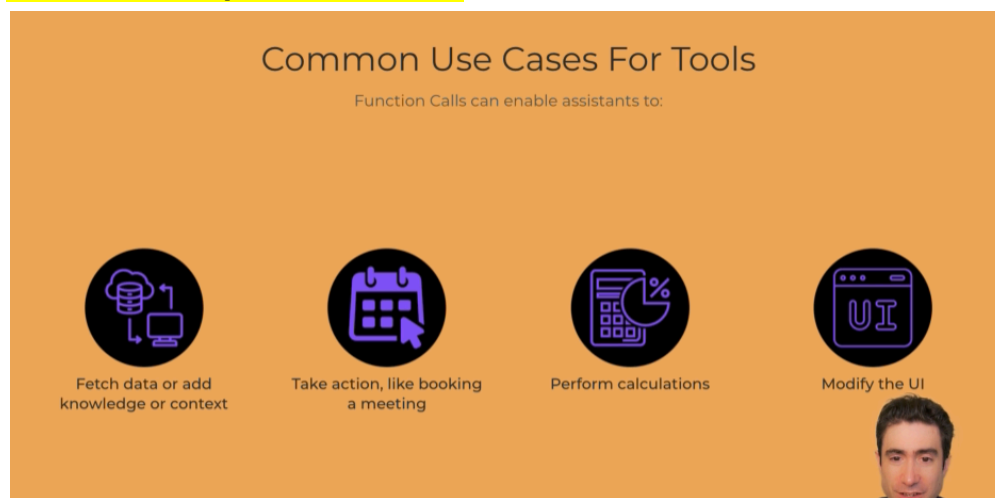 Common Use Cases For Tools
Function Calls can enable assistants to:
UI
Fetch data or add
knowledge or context
Take action, like booking
a meeting
Perform calculations
Modify the UI